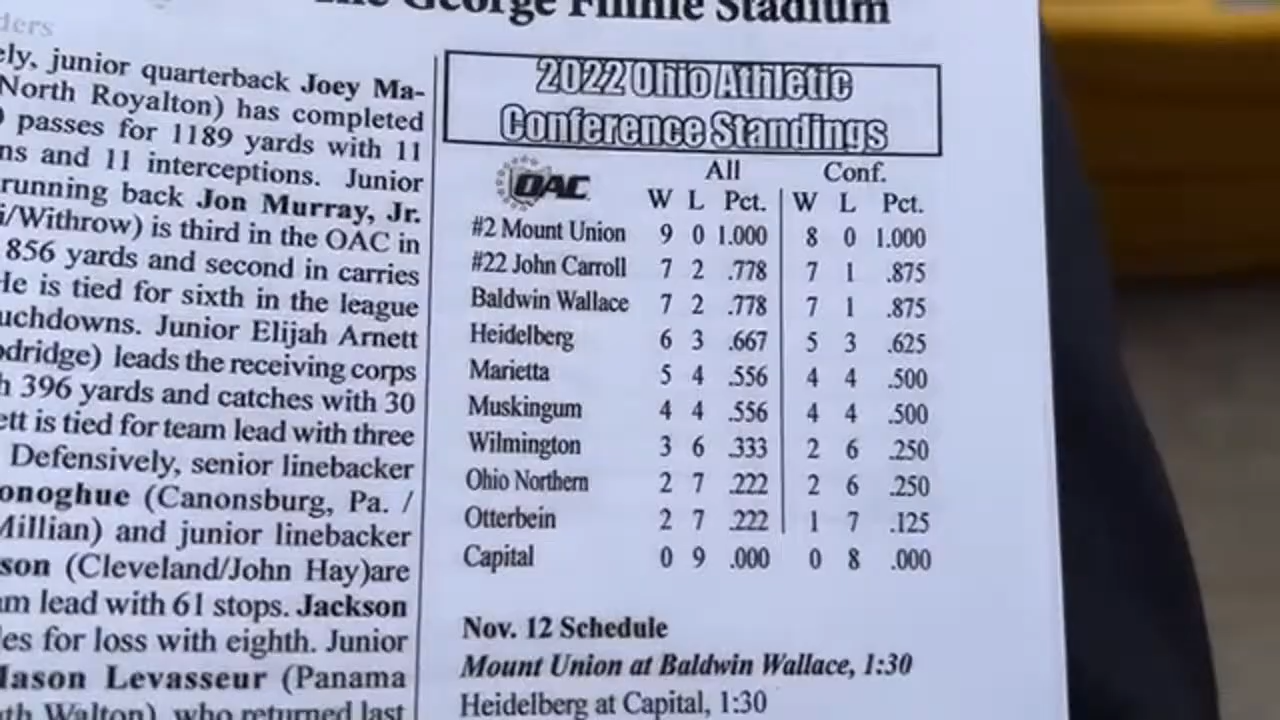 The George Finnie Stadium
ders
ely, junior quarterback Joey Ma-
North Royalton) has completed
passes for 1189 yards with 11
ns and 11 interceptions. Junior
running back Jon Murray, Jr.
i/Withrow) is third in the OAC in
856 yards and second in carries
He is tied for sixth in the league
uchdowns. Junior Elijah Arnett
odridge) leads the receiving corps
h 396 yards and catches with 30
ett is tied for team lead with three
Defensively, senior linebacker
onoghue (Canonsburg, Pa. /
Millian) and junior linebacker
son (Cleveland/John Hay)are
am lead with 61 stops. Jackson
les for loss with eighth. Junior
Mason Levasseur (Panama
th Walton), who returned last
2022 Ohio Athletic
Conference Standings
OAC All Conf.
W L Pct. W L Pct.
#2 Mount Union 9 0 1.000 8 0 1.000
#22 John Carroll 7 2 .778 7 1 .875
Baldwin Wallace 7 2 .778 7 1 .875
Heidelberg 6 3 .667 5 3 .625
Marietta 5 4 .556 4 4 .500
Muskingum 4 4 .556 4 4 .500
Wilmington 3 6 .333 2 6 .250
Ohio Northern 2 7 .222 2 6 .250
Otterbein 2 7 .222 1 7 .125
Capital 0 9 .000 0 8 .000
Nov. 12 Schedule
Mount Union at Baldwin Wallace, 1:30
Heidelberg at Capital, 1:30